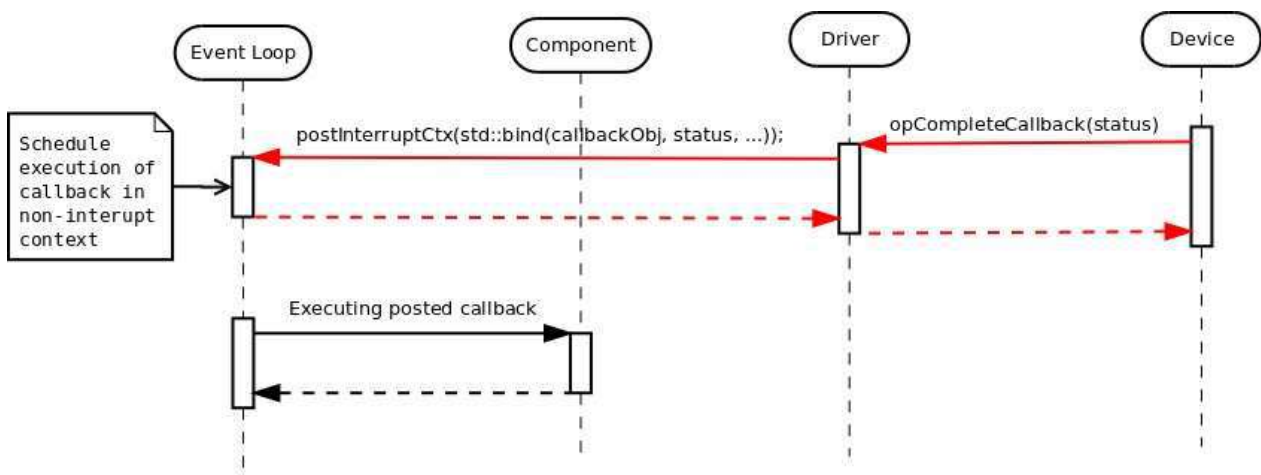 Event Loop
Component
Driver
Device
Schedule
execution of
callback in
non-interupt
context
postInterruptCtx(std::bind(callbackObj, status, ...));
opCompleteCallback(status)
Executing posted callback